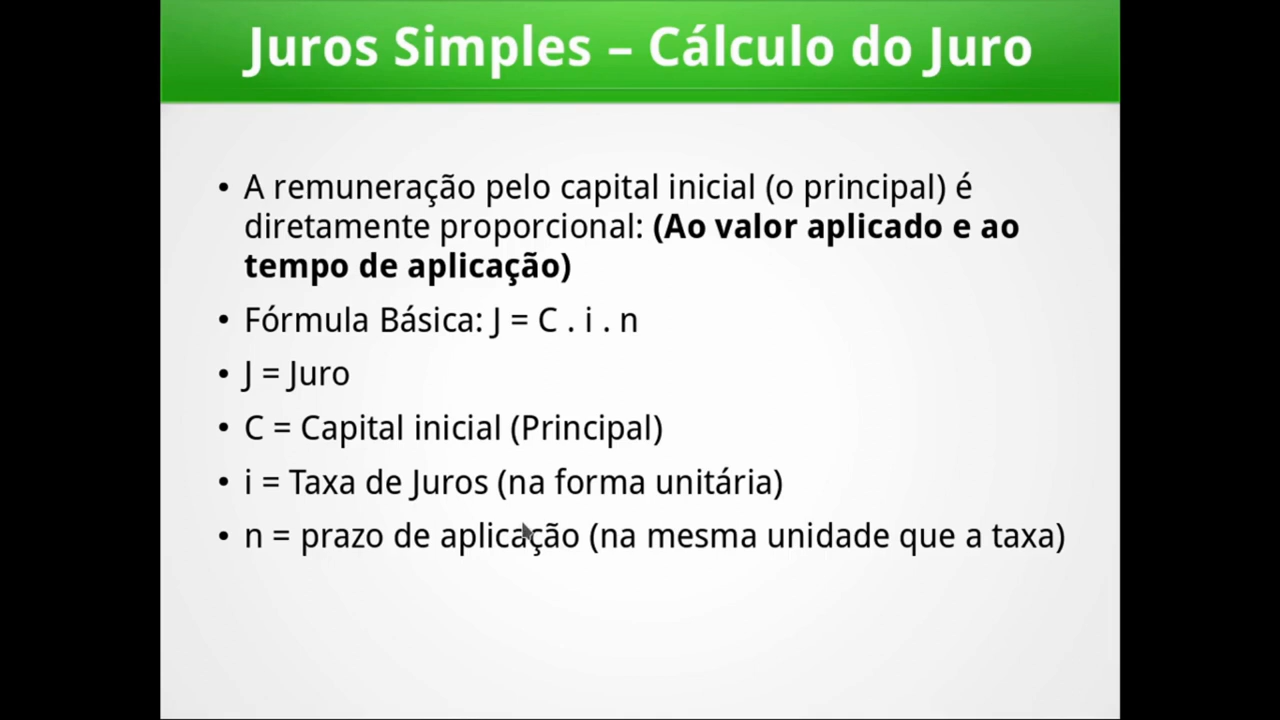 Juros Simples – Cálculo do Juro
• A remuneração pelo capital inicial (o principal) é
diretamente proporcional: (Ao valor aplicado e ao
tempo de aplicação)
• Fórmula Básica: J = C . i . n
• J = Juro
• C = Capital inicial (Principal)
• i = Taxa de Juros (na forma unitária)
• n = prazo de aplicação (na mesma unidade que a taxa)